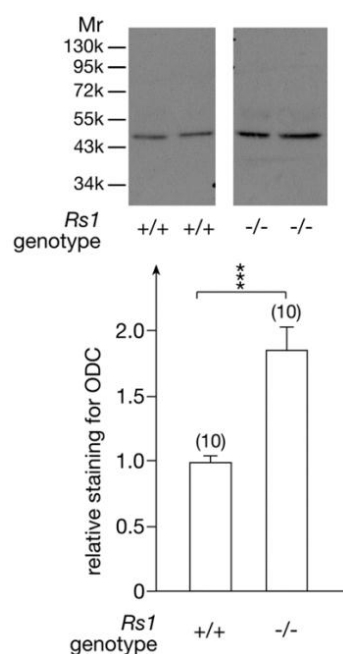 Mr
130k
95k
72k
55k
43k
34k
Rs1 genotype +/+ +/+ -/- -/-
***
relative staining for ODC
2.0
1.5
1.0
0.5
0
(10)
(10)
Rs1 genotype +/+ -/-